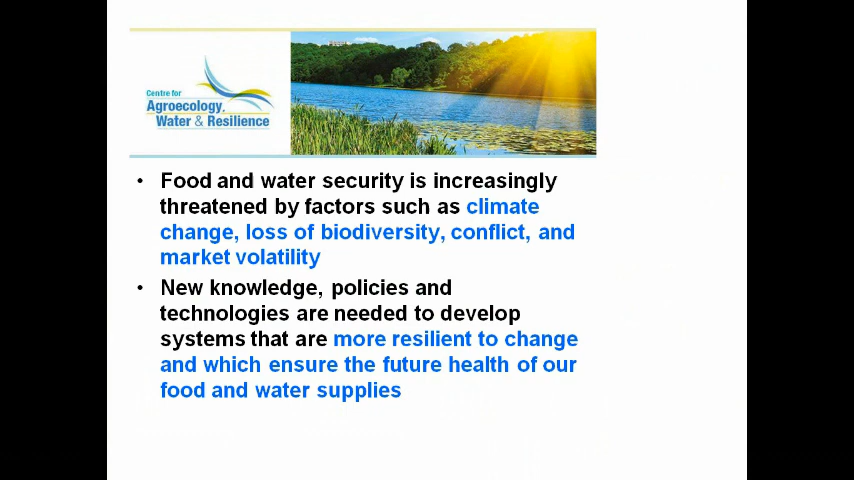 Centre for
Agroecology,
Water & Resilience
• Food and water security is increasingly
threatened by factors such as climate
change, loss of biodiversity, conflict, and
market volatility
• New knowledge, policies and
technologies are needed to develop
systems that are more resilient to change
and which ensure the future health of our
food and water supplies